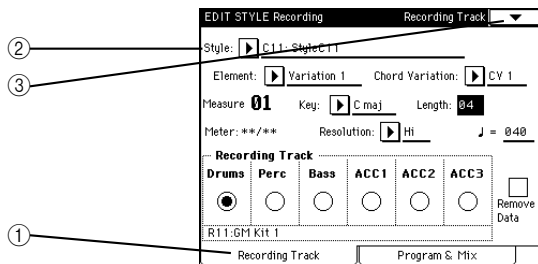 EDIT STYLE Recording Recording Track
② Style: C11: StyleC11
③ Element: Variation 1 Chord Variation: CV 1
Measure 01 Key: C maj Length: 04
Meter: **/** Resolution: Hi ♩ = 040
Recording Track
Drums Perc Bass ACC1 ACC2 ACC3
Remove
Data
R11:GM Kit 1
① Recording Track Program & Mix